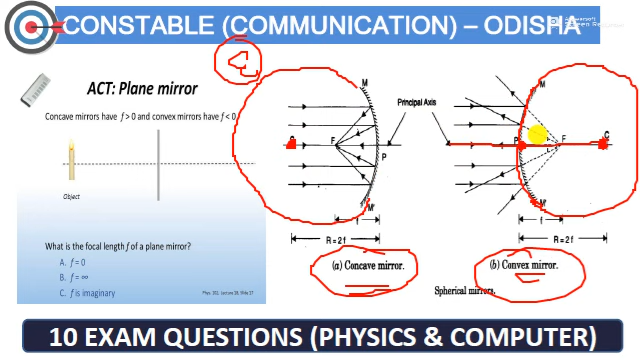 CONSTABLE (COMMUNICATION) – ODISHA
ACT: Plane mirror
Concave mirrors have f > 0 and convex mirrors have f < 0
Object
What is the focal length f of a plane mirror?
A. f = 0
B. f = ∞
C. f is imaginary
M
F
P
M'
f
R = 2f
(a) Concave mirror.
Principal Axis
M
P
F
C
M'
f
R = 2f
(b) Convex mirror.
Spherical mirrors.
10 EXAM QUESTIONS (PHYSICS & COMPUTER)